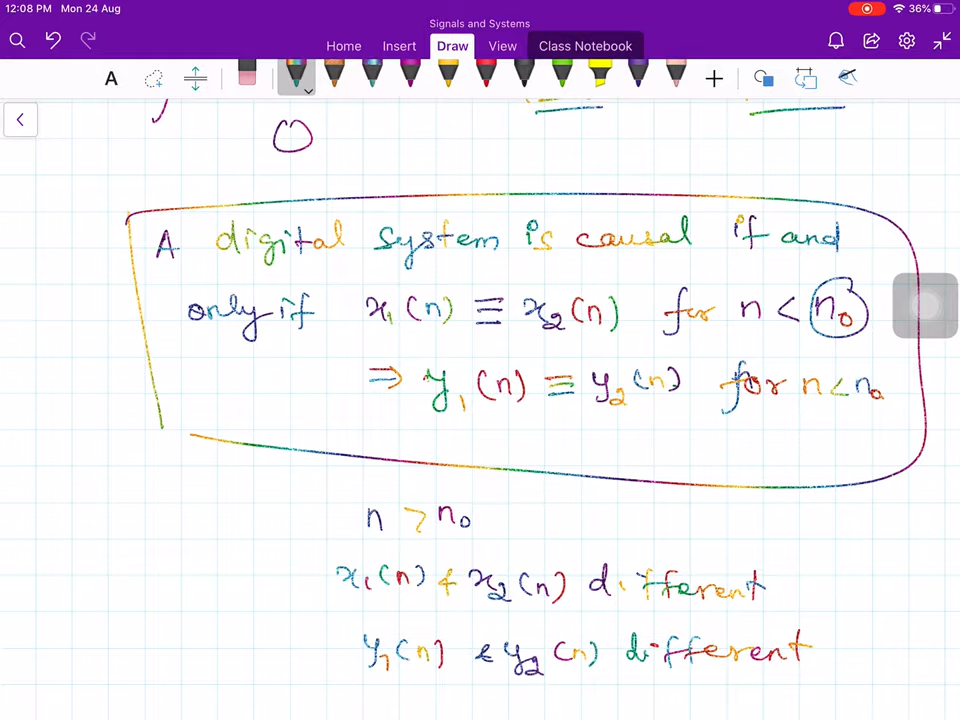 12:08 PM Mon 24 Aug
36%
Signals and Systems
Home Insert Draw View Class Notebook
A
A digital system is causal if and
only if x₁(n) ≡ x₂(n) for n < n₀
⇒ y₁(n) ≡ y₂(n) for n < n₀
n > n₀
x₁(n) & x₂(n) different
y₁(n) & y₂(n) different